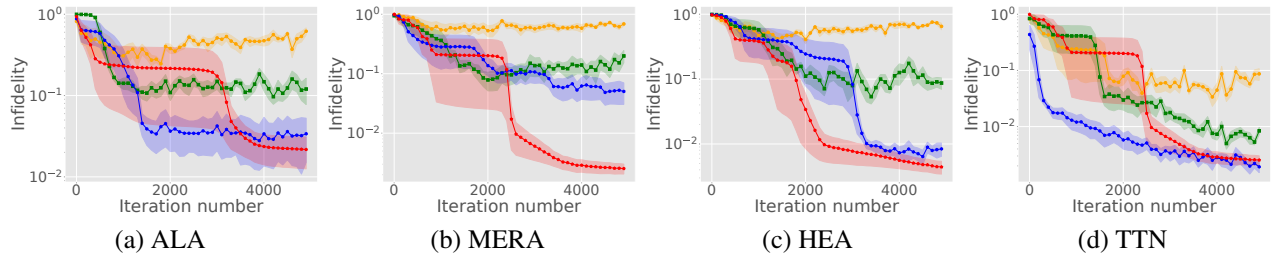 10⁰
10⁻¹
10⁻²
Infidelity
0 2000 4000
Iteration number
(a) ALA
10⁰
10⁻¹
10⁻²
Infidelity
0 2000 4000
Iteration number
(b) MERA
10⁰
10⁻¹
10⁻²
Infidelity
0 2000 4000
Iteration number
(c) HEA
10⁰
10⁻¹
10⁻²
Infidelity
0 2000 4000
Iteration number
(d) TTN